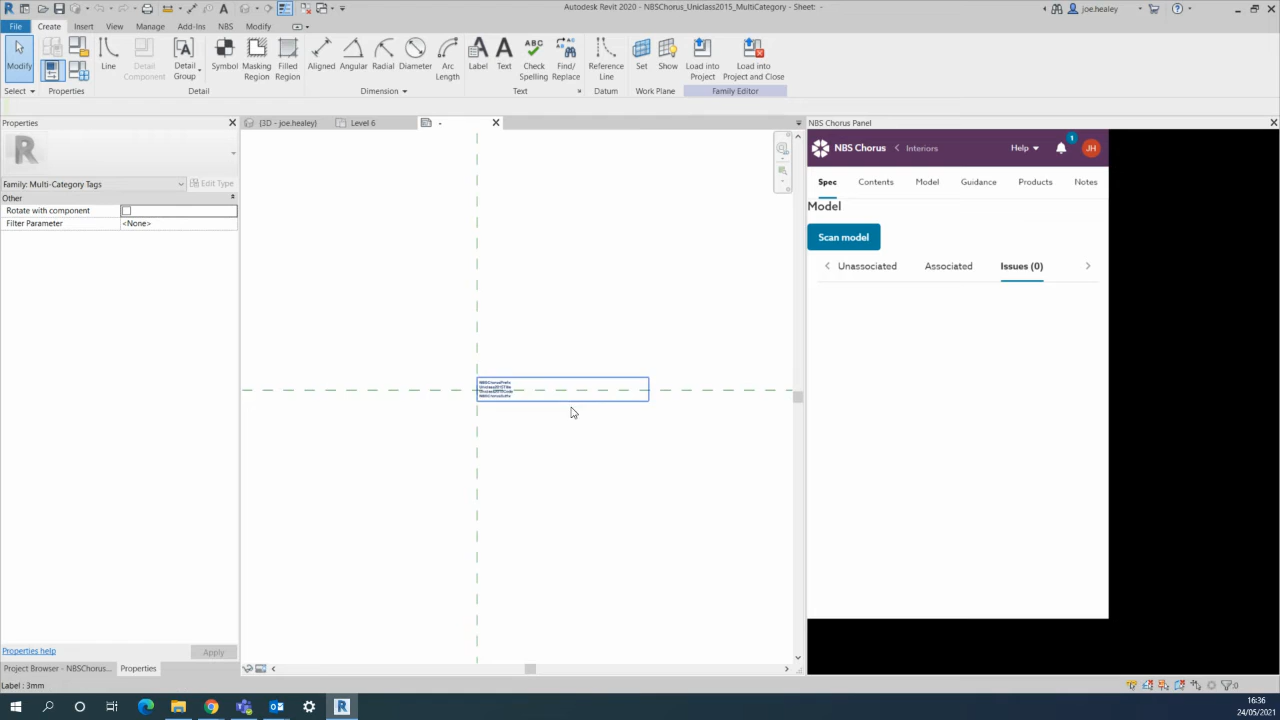 Autodesk Revit 2020 - NBSChorus_Uniclass2015_MultiCategory - Sheet: -
joe.healey
File Create Insert View Manage Add-Ins NBS Modify
Modify
Line
Detail Component
Detail Group
Symbol
Masking Region
Filled Region
Aligned
Angular
Radial
Diameter
Arc Length
Label
Text
Check Spelling
Find/ Replace
Reference Line
Set
Show
Load into Project
Load into Project and Close
Select Properties Detail Dimension Text Datum Work Plane Family Editor
Properties
{3D - joe.healey}
Level 6
-
NBS Chorus Panel
Family: Multi-Category Tags
Edit Type
Other
Rotate with component
Filter Parameter <None>
NBS Chorus Interiors Help 1 JH
Spec Contents Model Guidance Products Notes
Model
Scan model
Unassociated Associated Issues (0)
NBSChorusPrefix
Uniclass2015Title
Uniclass2015Code
NBSChorusSuffix
Properties help
Apply
Project Browser - NBSChorus... Properties
Label : 3mm
:0
16:36
24/05/2021